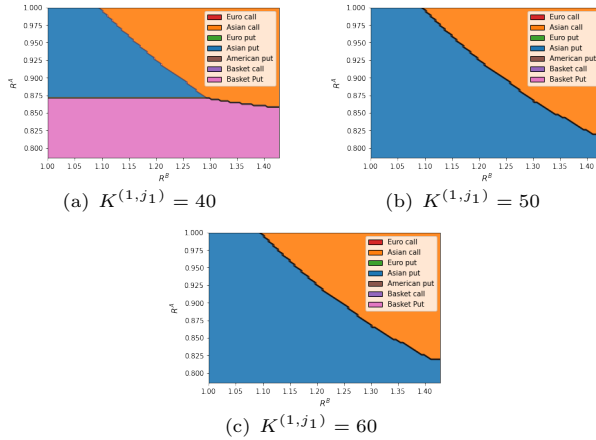 1.000
0.975
0.950
0.925
0.900
0.875
0.850
0.825
0.800
R^A
Euro call
Asian call
Euro put
Asian put
American put
Basket call
Basket Put
1.00 1.05 1.10 1.15 1.20 1.25 1.30 1.35 1.40
R^B
(a) K^{(1,j_1)} = 40
1.000
0.975
0.950
0.925
0.900
0.875
0.850
0.825
0.800
R^A
Euro call
Asian call
Euro put
Asian put
American put
Basket call
Basket Put
1.00 1.05 1.10 1.15 1.20 1.25 1.30 1.35 1.40
R^B
(b) K^{(1,j_1)} = 50
1.000
0.975
0.950
0.925
0.900
0.875
0.850
0.825
0.800
R^A
Euro call
Asian call
Euro put
Asian put
American put
Basket call
Basket Put
1.00 1.05 1.10 1.15 1.20 1.25 1.30 1.35 1.40
R^B
(c) K^{(1,j_1)} = 60